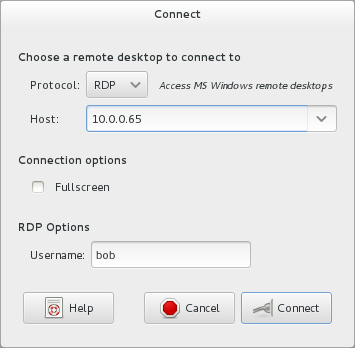 Connect
Choose a remote desktop to connect to
Protocol: RDP Access MS Windows remote desktops
Host: 10.0.0.65
Connection options
Fullscreen
RDP Options
Username: bob
Help Cancel Connect